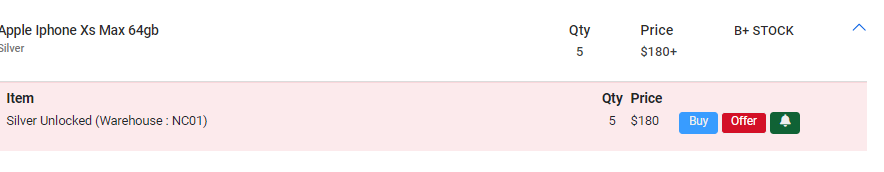 Apple Iphone Xs Max 64gb Qty Price B+ STOCK
Silver 5 $180+
Item Qty Price
Silver Unlocked (Warehouse : NC01) 5 $180 Buy Offer